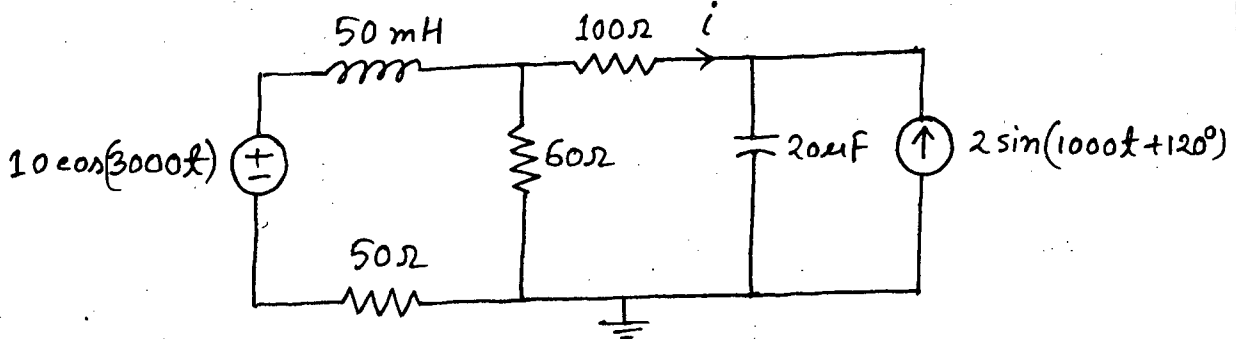 50 mH
100Ω
i
10 cos(3000t)
+
-
60Ω
20uF
2 sin(1000t+120°)
50Ω